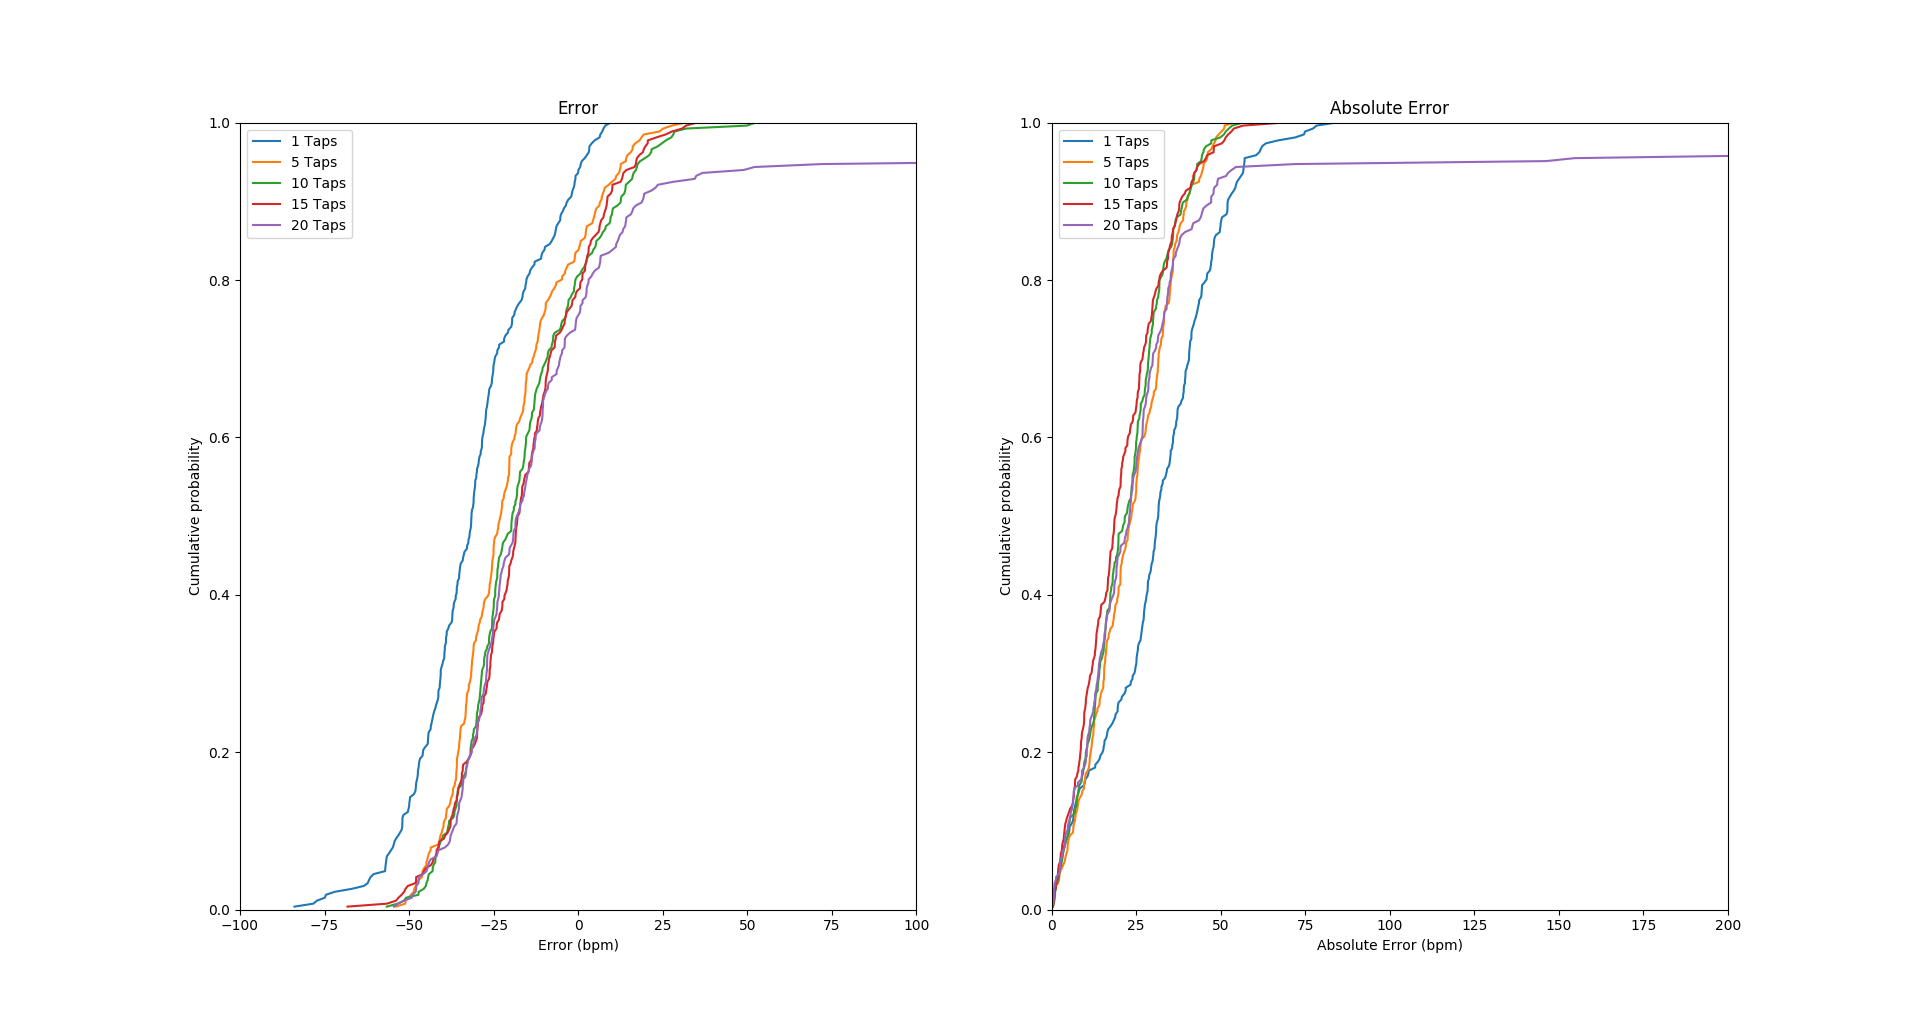 Error
1.0
0.8
0.6
0.4
0.2
0.0
Cumulative probability
1 Taps
5 Taps
10 Taps
15 Taps
20 Taps
−100
−75
−50
−25
0
25
50
75
100
Error (bpm)
Absolute Error
1.0
0.8
0.6
0.4
0.2
0.0
Cumulative probability
1 Taps
5 Taps
10 Taps
15 Taps
20 Taps
0
25
50
75
100
125
150
175
200
Absolute Error (bpm)